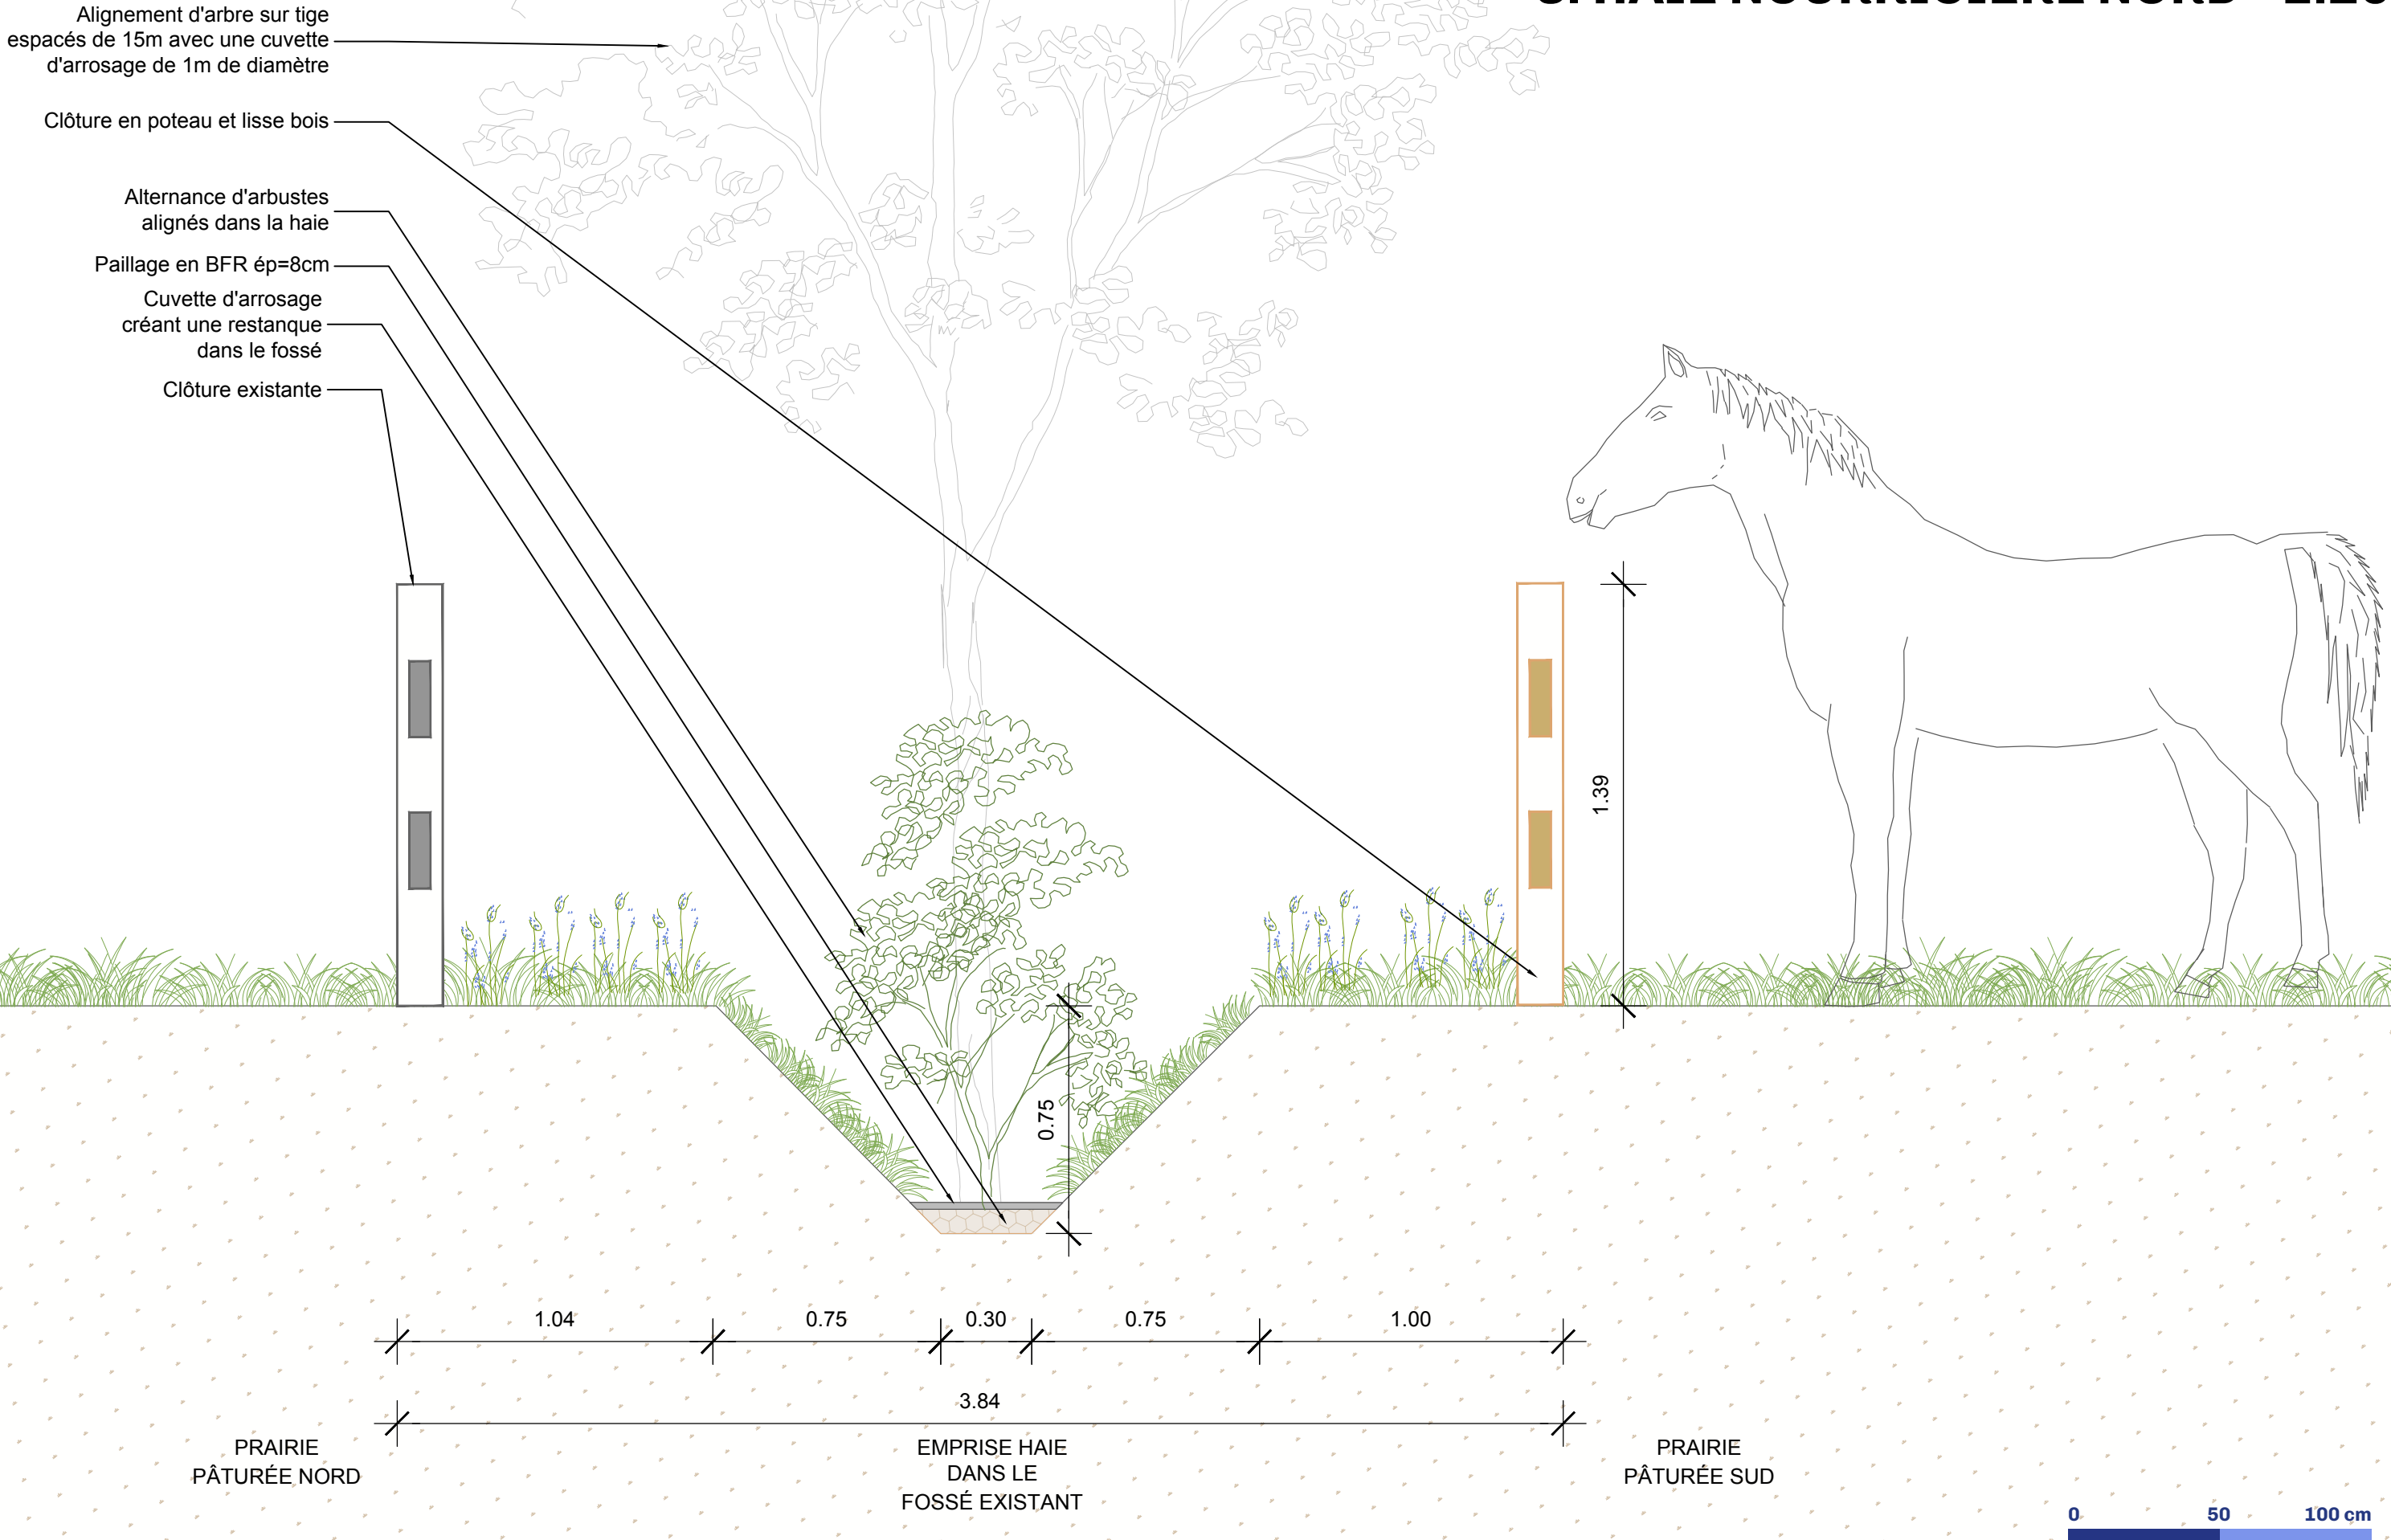 Alignement d'arbre sur tige
espacés de 15m avec une cuvette
d'arrosage de 1m de diamètre
Clôture en poteau et lisse bois
Alternance d'arbustes
alignés dans la haie
Paillage en BFR ép=8cm
Cuvette d'arrosage
créant une restanque
dans le fossé
Clôture existante
1.39
0.75
1.04
0.75
0.30
0.75
1.00
3.84
PRAIRIE
PÂTURÉE NORD
EMPRISE HAIE
DANS LE
FOSSÉ EXISTANT
PRAIRIE
PÂTURÉE SUD
0 50 100 cm